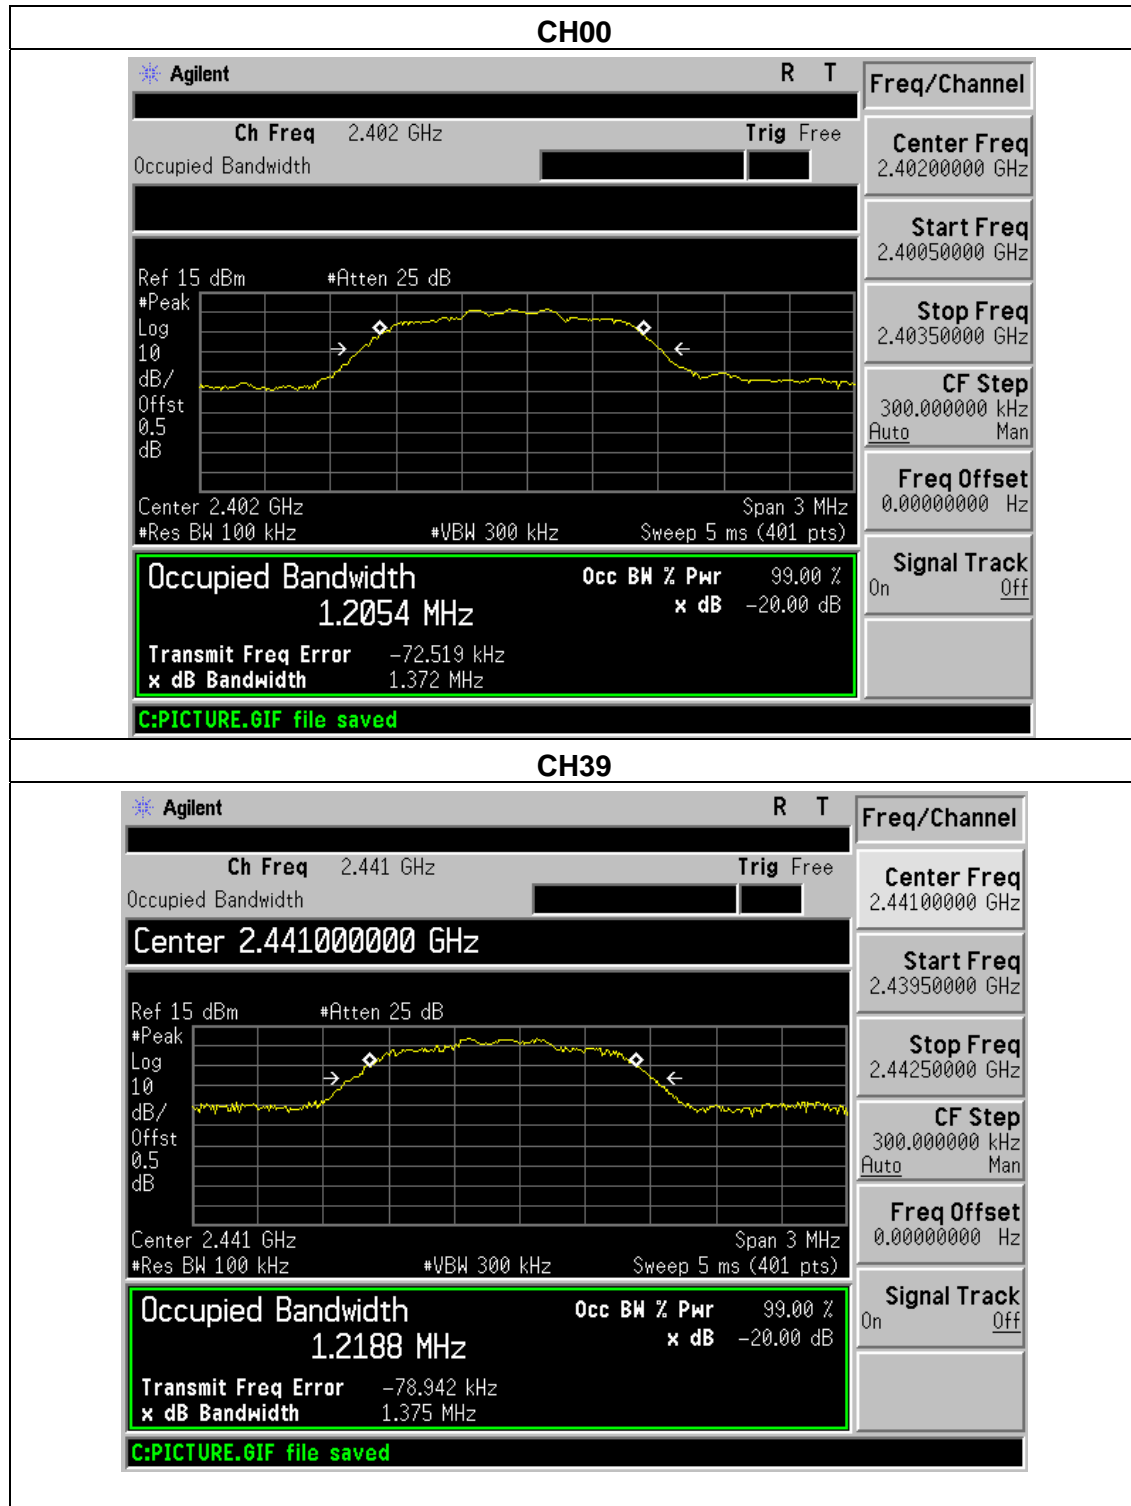 CH00
Agilent R T
Freq/Channel
Ch Freq 2.402 GHz Trig Free
Occupied Bandwidth
Center Freq
2.40200000 GHz
Start Freq
2.40050000 GHz
Ref 15 dBm #Atten 25 dB
#Peak
Log
10
dB/
Offst
0.5
dB
Stop Freq
2.40350000 GHz
CF Step
300.000000 kHz
Auto Man
Freq Offset
0.00000000 Hz
Center 2.402 GHz Span 3 MHz
#Res BW 100 kHz #VBW 300 kHz Sweep 5 ms (401 pts)
Signal Track
On Off
Occupied Bandwidth
1.2054 MHz
Occ BW % Pwr 99.00 %
x dB -20.00 dB
Transmit Freq Error -72.519 kHz
x dB Bandwidth 1.372 MHz
C:PICTURE.GIF file saved
CH39
Agilent R T
Freq/Channel
Ch Freq 2.441 GHz Trig Free
Occupied Bandwidth
Center 2.441000000 GHz
Center Freq
2.44100000 GHz
Start Freq
2.43950000 GHz
Ref 15 dBm #Atten 25 dB
#Peak
Log
10
dB/
Offst
0.5
dB
Stop Freq
2.44250000 GHz
CF Step
300.000000 kHz
Auto Man
Freq Offset
0.00000000 Hz
Center 2.441 GHz Span 3 MHz
#Res BW 100 kHz #VBW 300 kHz Sweep 5 ms (401 pts)
Signal Track
On Off
Occupied Bandwidth
1.2188 MHz
Occ BW % Pwr 99.00 %
x dB -20.00 dB
Transmit Freq Error -78.942 kHz
x dB Bandwidth 1.375 MHz
C:PICTURE.GIF file saved